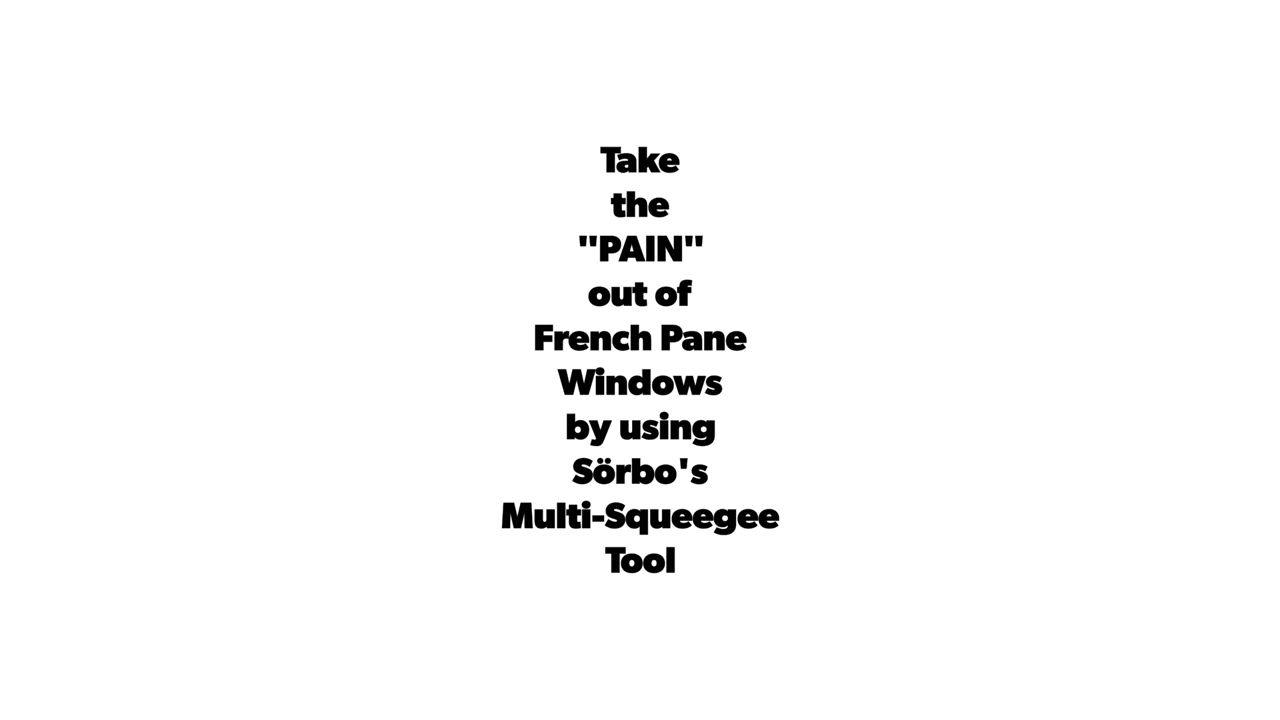 Take
the
"PAIN"
out of
French Pane
Windows
by using
Sörbo's
Multi-Squeegee
Tool